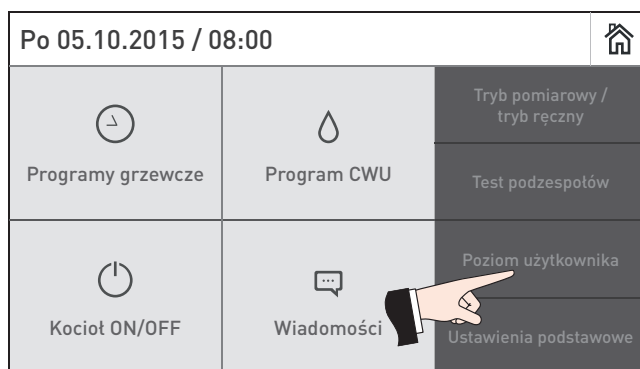 Po 05.10.2015 / 08:00
Programy grzewcze
Program CWU
Tryb pomiarowy /
tryb ręczny
Test podzespołów
Kocioł ON/OFF
Wiadomości
Poziom użytkownika
Ustawienia podstawowe